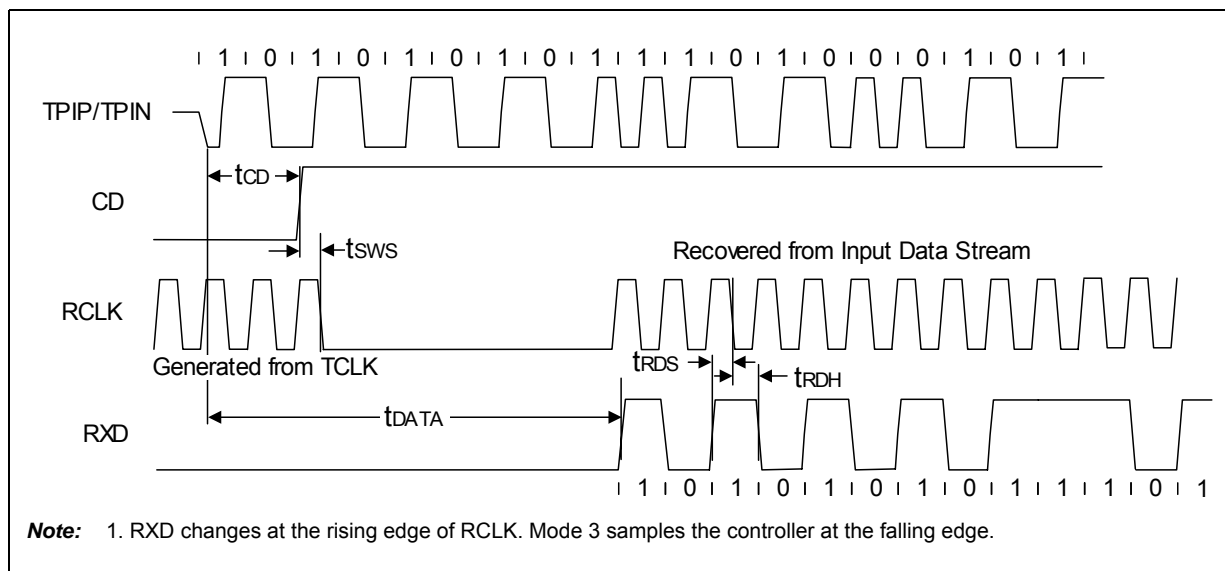 1 0 1 0 1 0 1 0 1 1 1 0 1 0 0 0 1 0 1
TPIP/TPIN
tCD
CD
tSWS
Recovered from Input Data Stream
RCLK
Generated from TCLK
tRDS
tRDH
tDATA
RXD
1 0 1 0 1 0 1 0 1 1 1 0 1
Note: 1. RXD changes at the rising edge of RCLK. Mode 3 samples the controller at the falling edge.